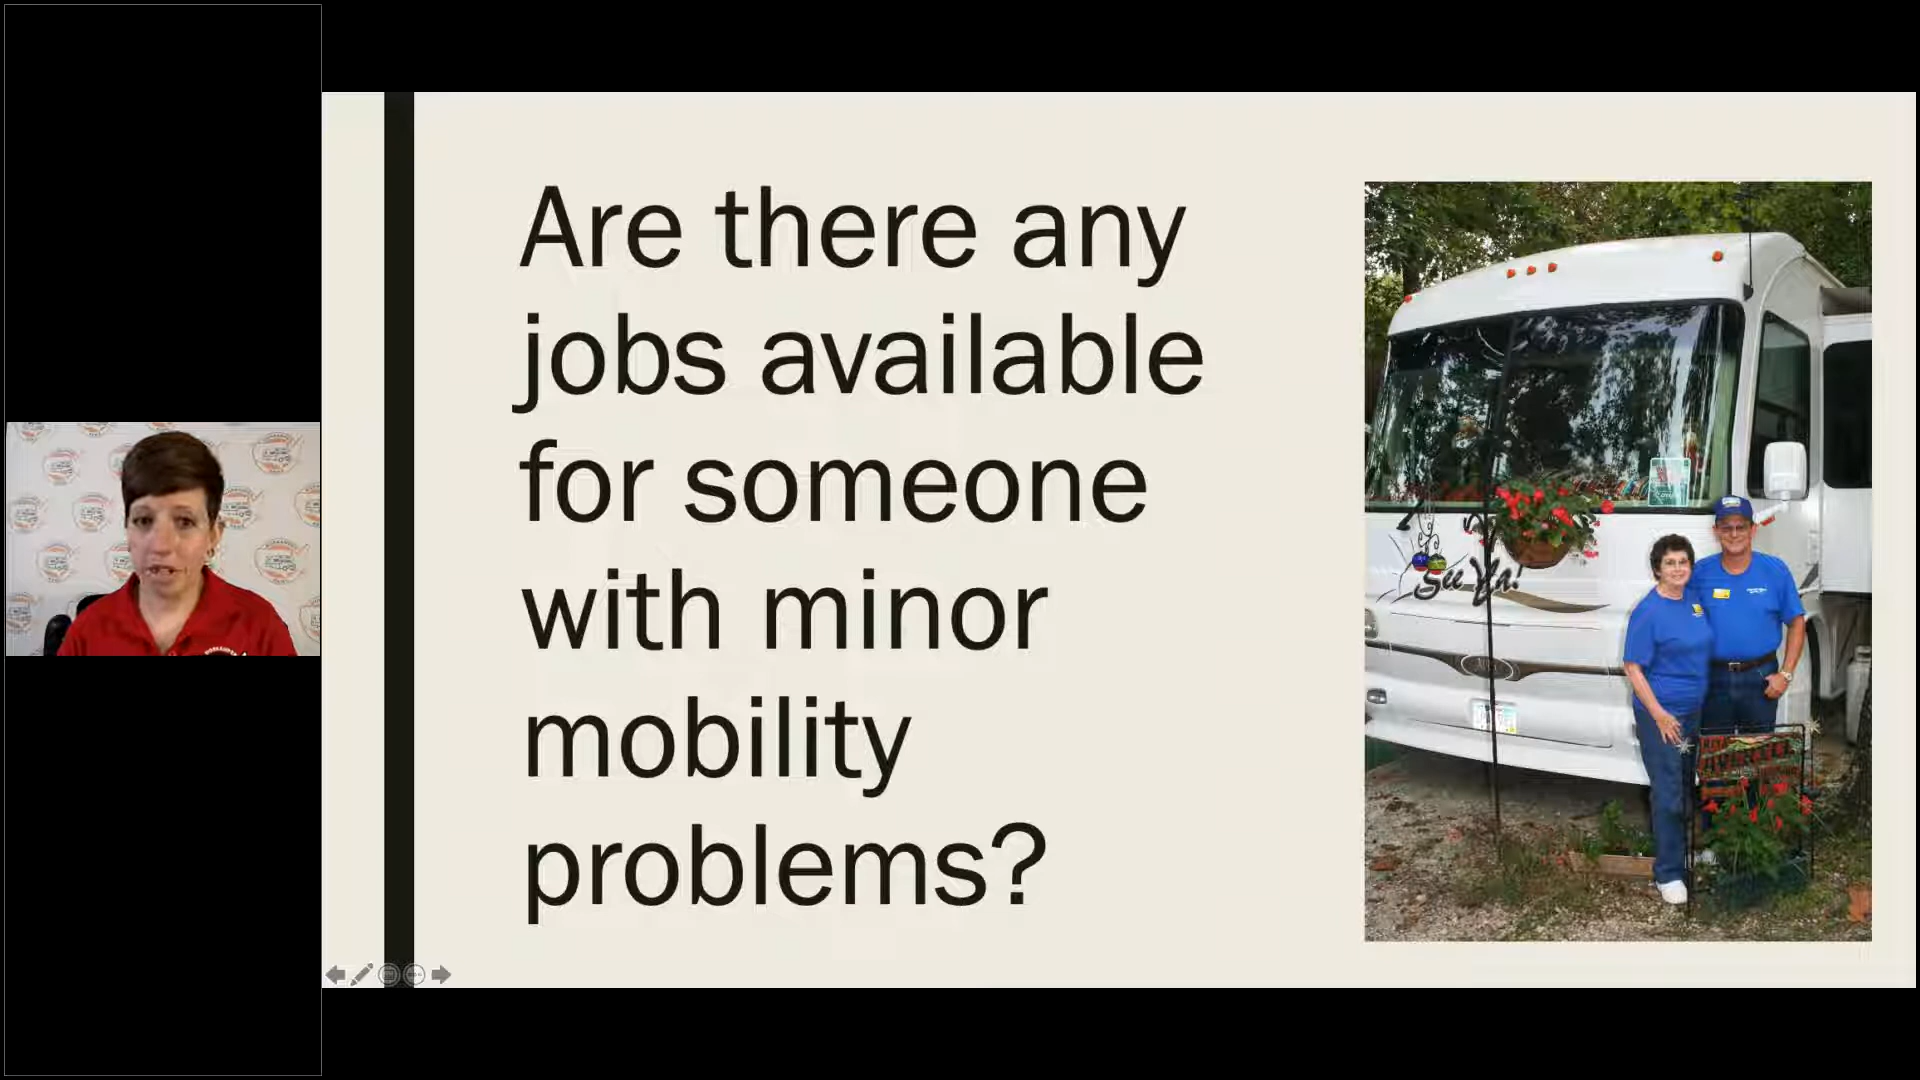 Are there any
jobs available
for someone
with minor
mobility
problems?
See Ya!